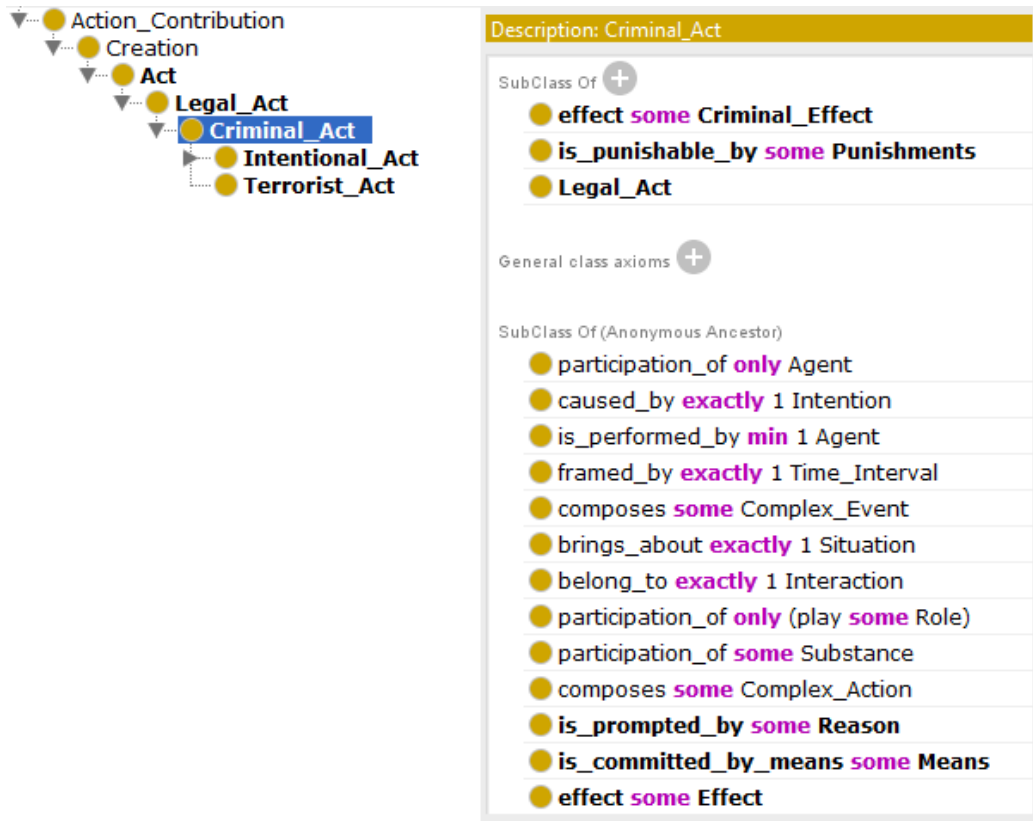 Action_Contribution
Creation
Act
Legal_Act
Criminal_Act
Intentional_Act
Terrorist_Act
Description: Criminal_Act
SubClass Of
effect some Criminal_Effect
is_punishable_by some Punishments
Legal_Act
General class axioms
SubClass Of (Anonymous Ancestor)
participation_of only Agent
caused_by exactly 1 Intention
is_performed_by min 1 Agent
framed_by exactly 1 Time_Interval
composes some Complex_Event
brings_about exactly 1 Situation
belong_to exactly 1 Interaction
participation_of only (play some Role)
participation_of some Substance
composes some Complex_Action
is_prompted_by some Reason
is_committed_by_means some Means
effect some Effect